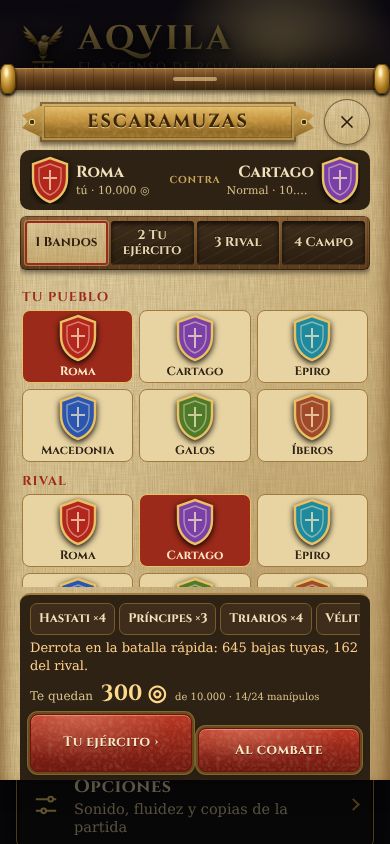 AQVILA
ESCARAMUZAS
ROMA
tú · 10.000 ◎
CONTRA
CARTAGO
Normal · 10.…
1 BANDOS
2 TU
EJÉRCITO
3 RIVAL
4 CAMPO
TU PUEBLO
ROMA
CARTAGO
EPIRO
MACEDONIA
GALOS
ÍBEROS
RIVAL
ROMA
CARTAGO
EPIRO
HASTATI ×4
PRÍNCIPES ×3
TRIARIOS ×4
VÉLIT
Derrota en la batalla rápida: 645 bajas tuyas, 162
del rival.
Te quedan 300 ◎ de 10.000 · 14/24 manípulos
TU EJÉRCITO ›
AL COMBATE
OPCIONES
Sonido, fluidez y copias de la
partida